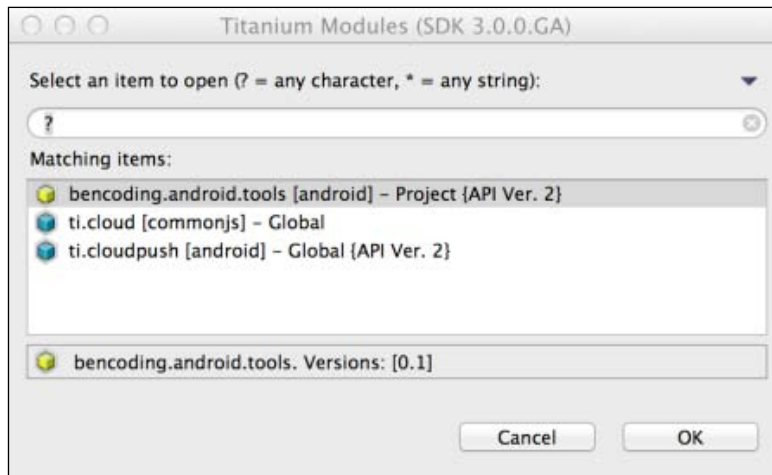 Titanium Modules (SDK 3.0.0.GA)
Select an item to open (? = any character, * = any string):
?
Matching items:
bencoding.android.tools [android] – Project {API Ver. 2}
ti.cloud [commonjs] – Global
ti.cloudpush [android] – Global {API Ver. 2}
bencoding.android.tools. Versions: [0.1]
Cancel OK